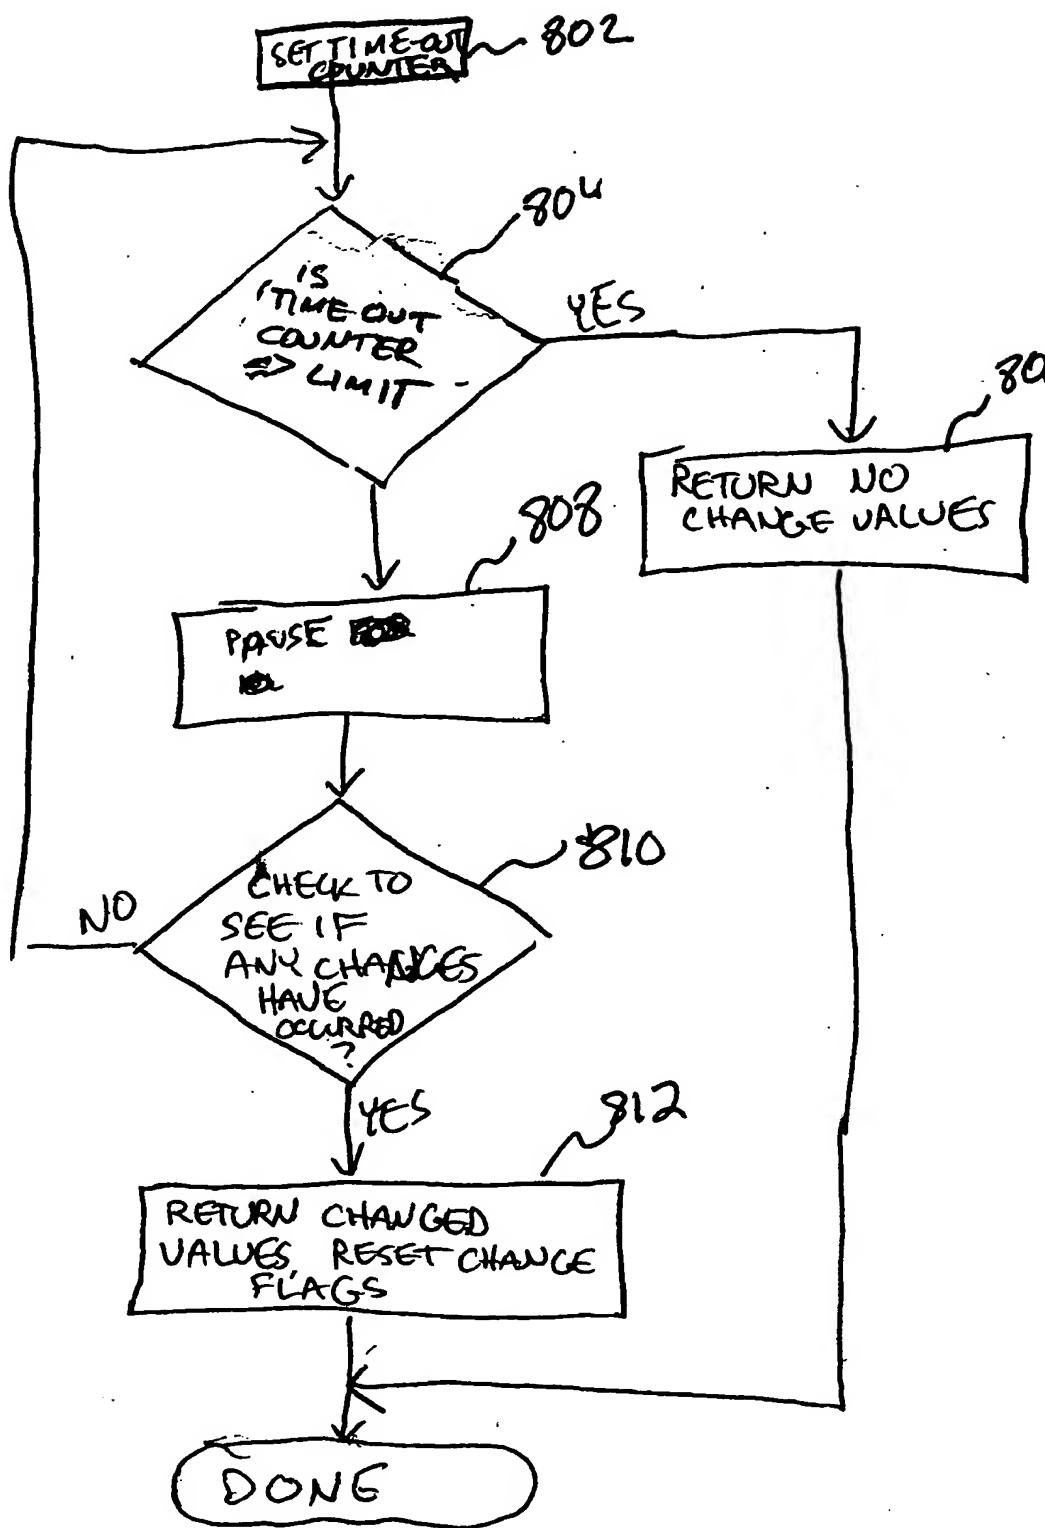 SET TIME-OUT
COUNTER
802
804
IS
TIME OUT
COUNTER
=> LIMIT
YES
80
RETURN NO
CHANGE VALUES
808
PAUSE
810
CHECK TO
SEE IF
ANY CHANGES
HAVE
OCCURRED
?
NO
YES
812
RETURN CHANGED
VALUES, RESET CHANGE
FLAGS
DONE